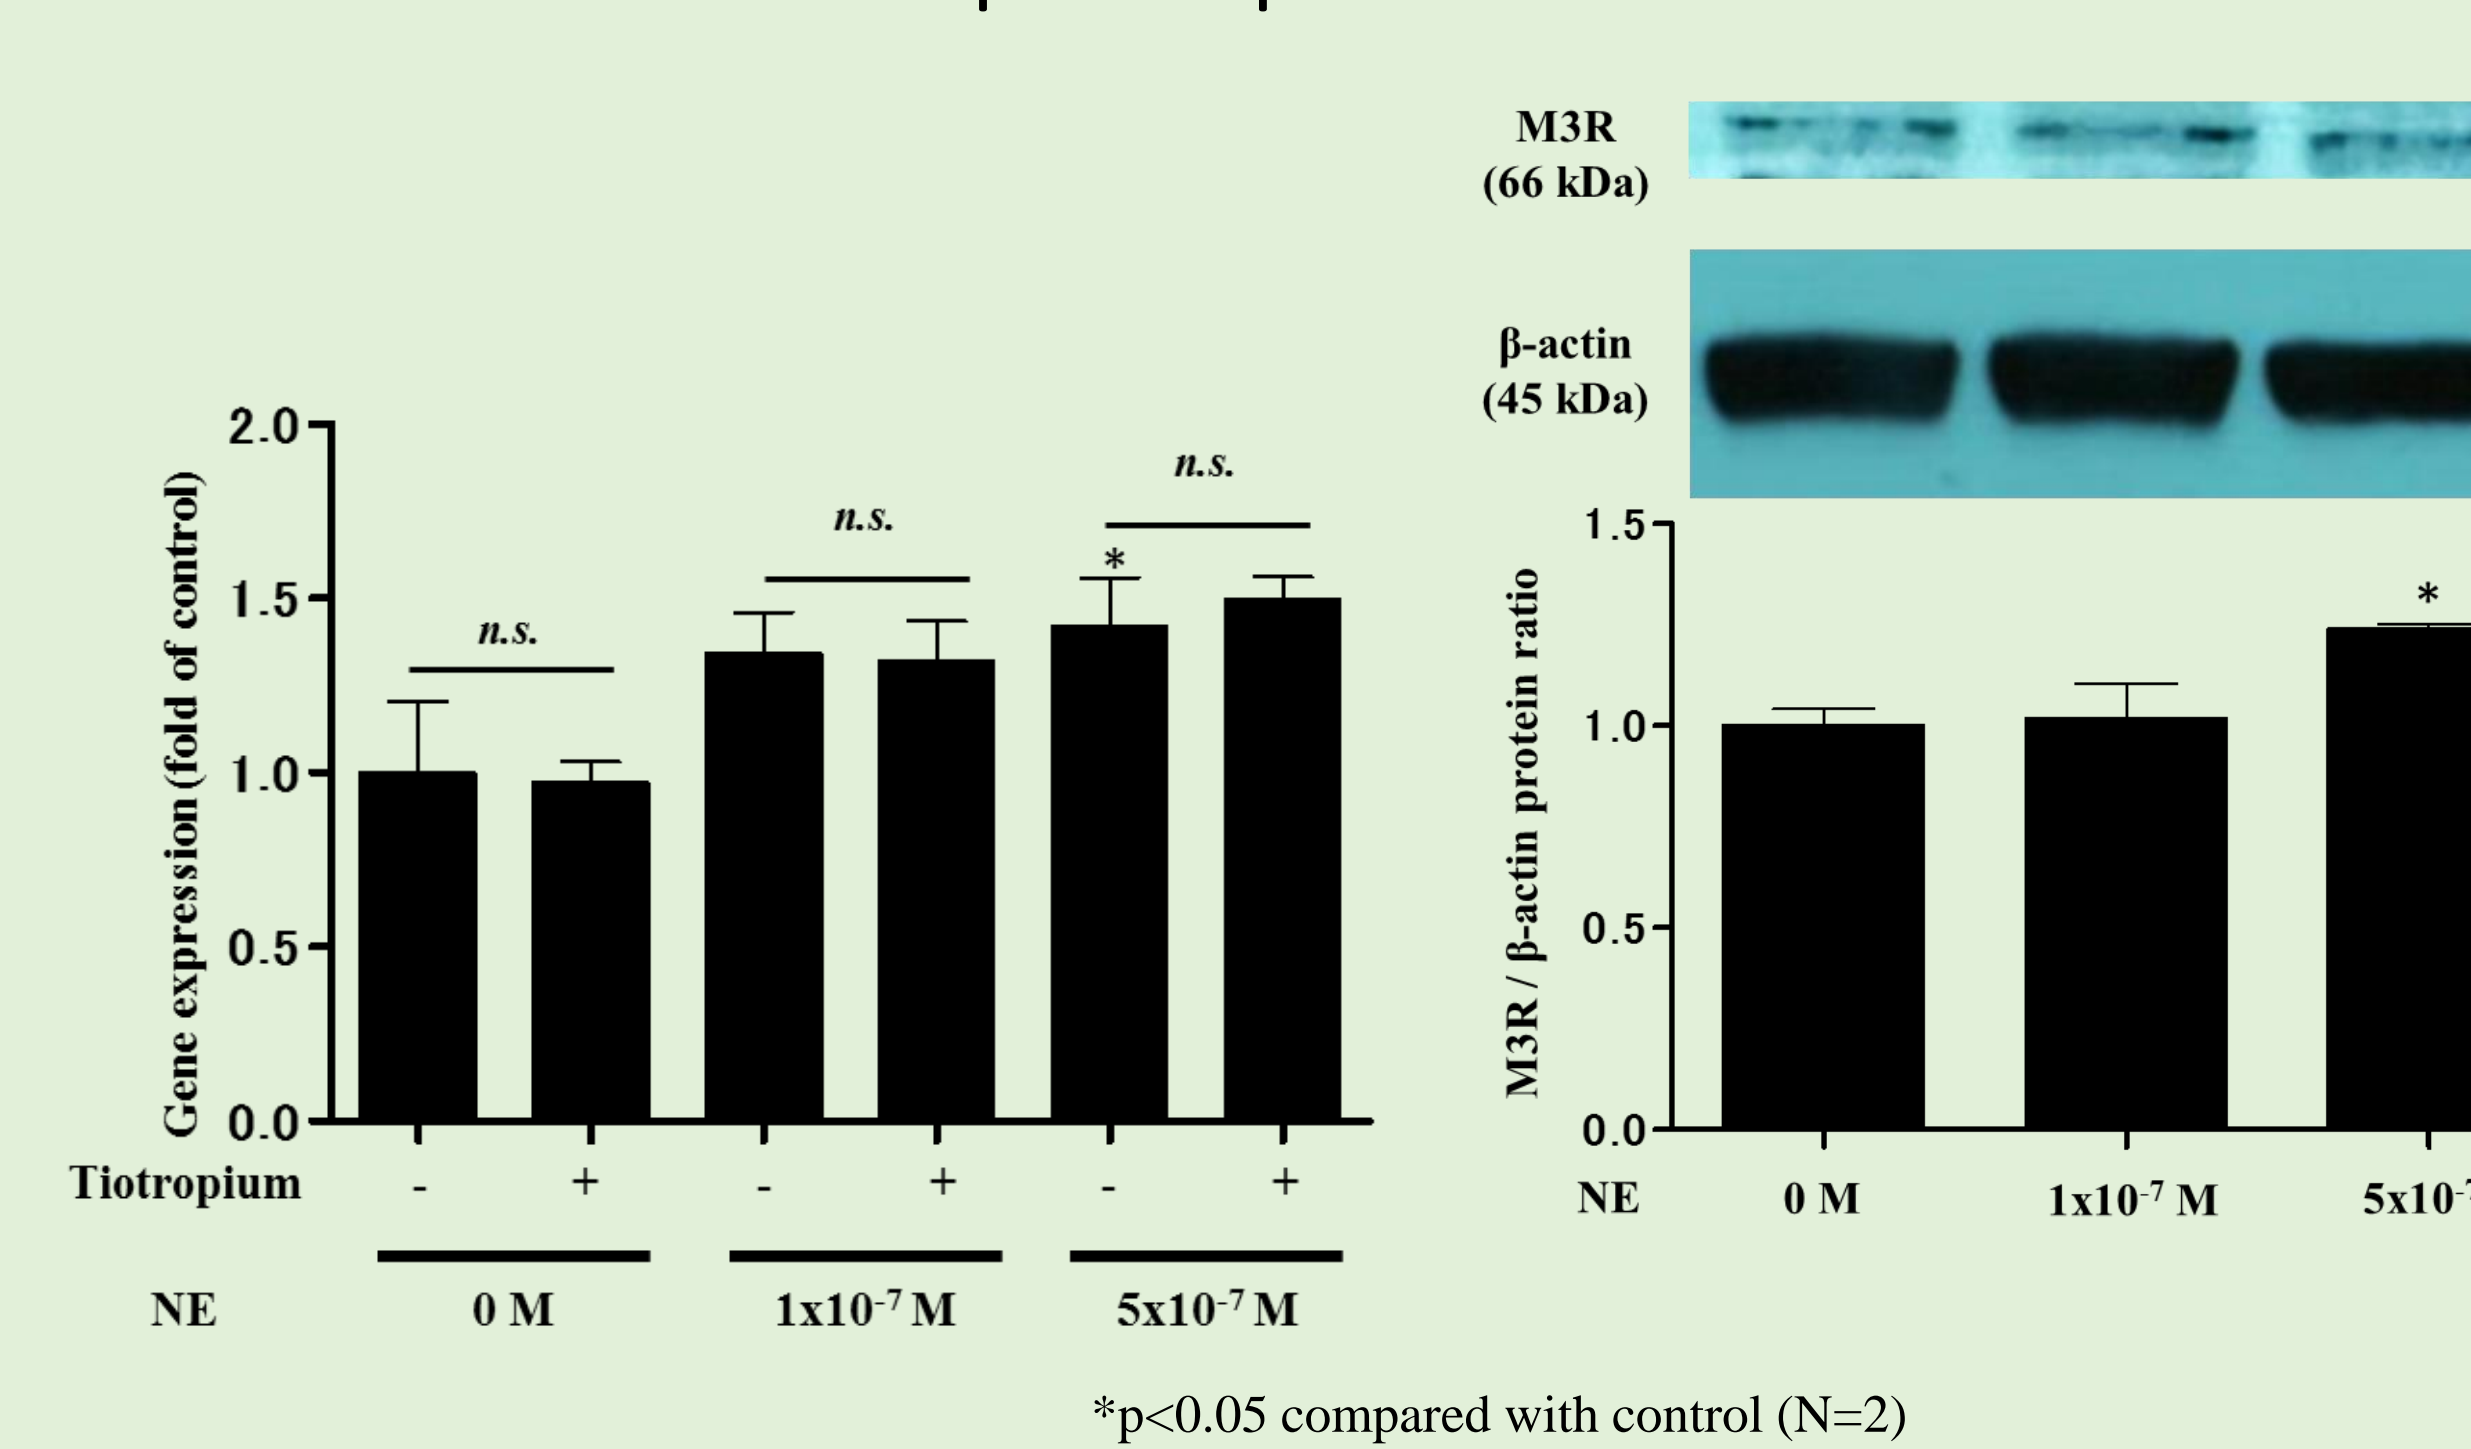 M3R
(66 kDa)
β-actin
(45 kDa)
Gene expression (fold of control)
2.0
1.5
1.0
0.5
0.0
n.s.
n.s.
n.s.
*
Tiotropium - + - + - +
NE 0 M 1x10⁻⁷ M 5x10⁻⁷ M
M3R / β-actin protein ratio
1.5
1.0
0.5
0.0
*
NE 0 M 1x10⁻⁷ M 5x10⁻
*p<0.05 compared with control (N=2)